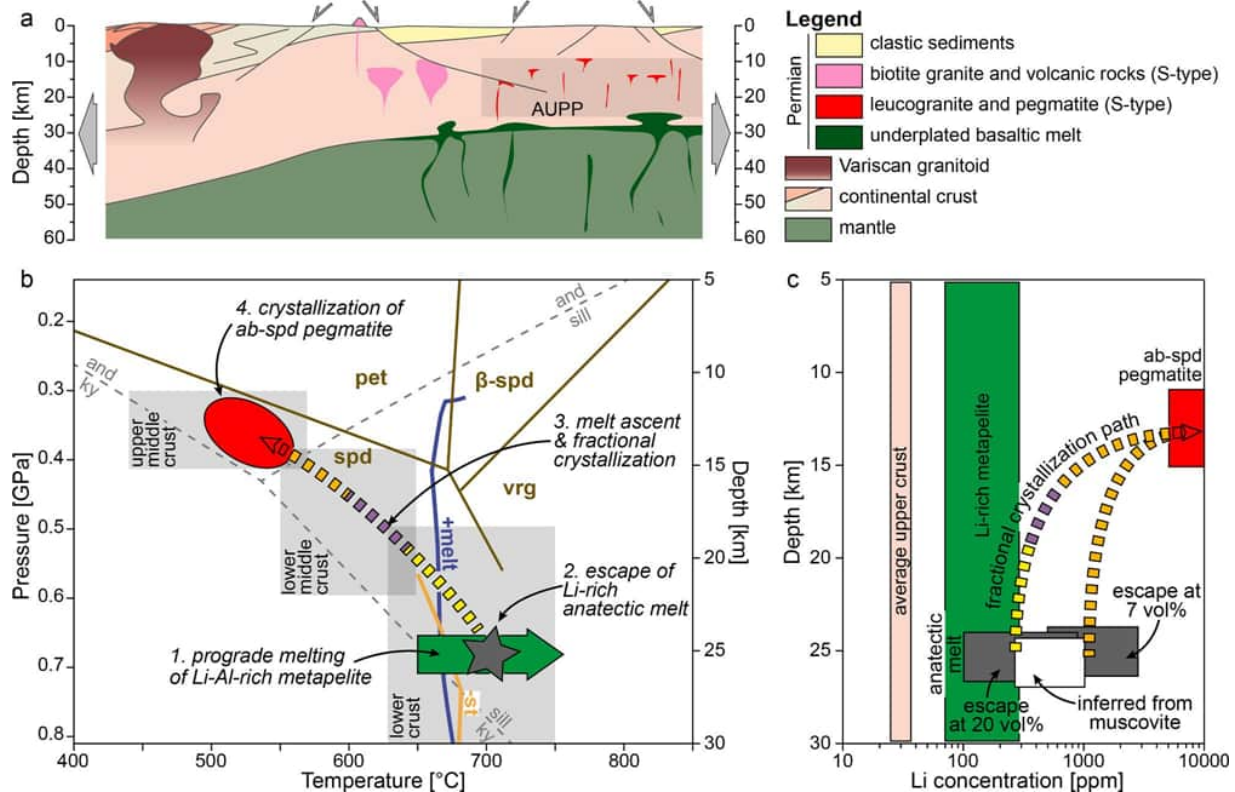 a
0
10
20
30
40
50
60
Depth [km]
AUPP
0
10
20
30
40
50
60
Legend
Permian
clastic sediments
biotite granite and volcanic rocks (S-type)
leucogranite and pegmatite (S-type)
underplated basaltic melt
Variscan granitoid
continental crust
mantle
b
0.2
0.3
0.4
0.5
0.6
0.7
0.8
Pressure [GPa]
4. crystallization of
ab-spd pegmatite
and
sill
and
ky
pet
β-spd
upper
middle
crust
3. melt ascent
& fractional
crystallization
spd
vrg
+melt
lower
middle
crust
2. escape of
Li-rich
anatectic melt
1. prograde melting
of Li-Al-rich metapelite
lower
crust
-st
sill
ky
400
500
600
700
800
Temperature [°C]
5
10
15
20
25
30
Depth [km]
c
5
10
15
20
25
30
Depth [km]
average upper crust
Li-rich metapelite
ab-spd
pegmatite
fractional crystallization path
escape at
7 vol%
anatectic
melt
escape
at 20 vol%
inferred from
muscovite
10
100
1000
10000
Li concentration [ppm]